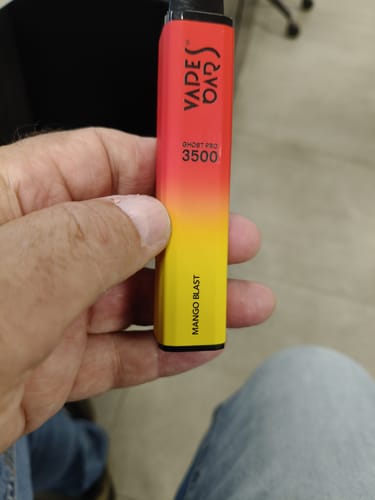 VAPES
BARS
GHOST PRO
3500
MANGO BLAST